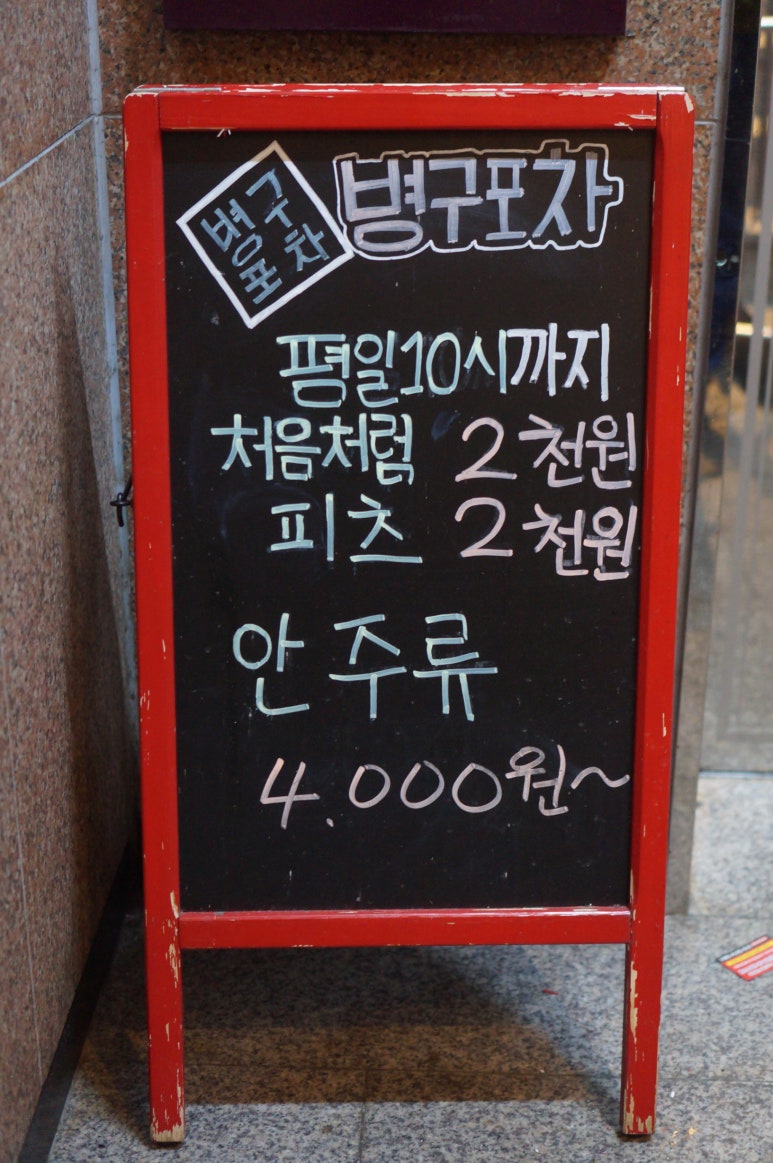 병구
포차
병구포차
평일10시까지
처음처럼 2천원
피츠 2천원
안주류
4.000원~